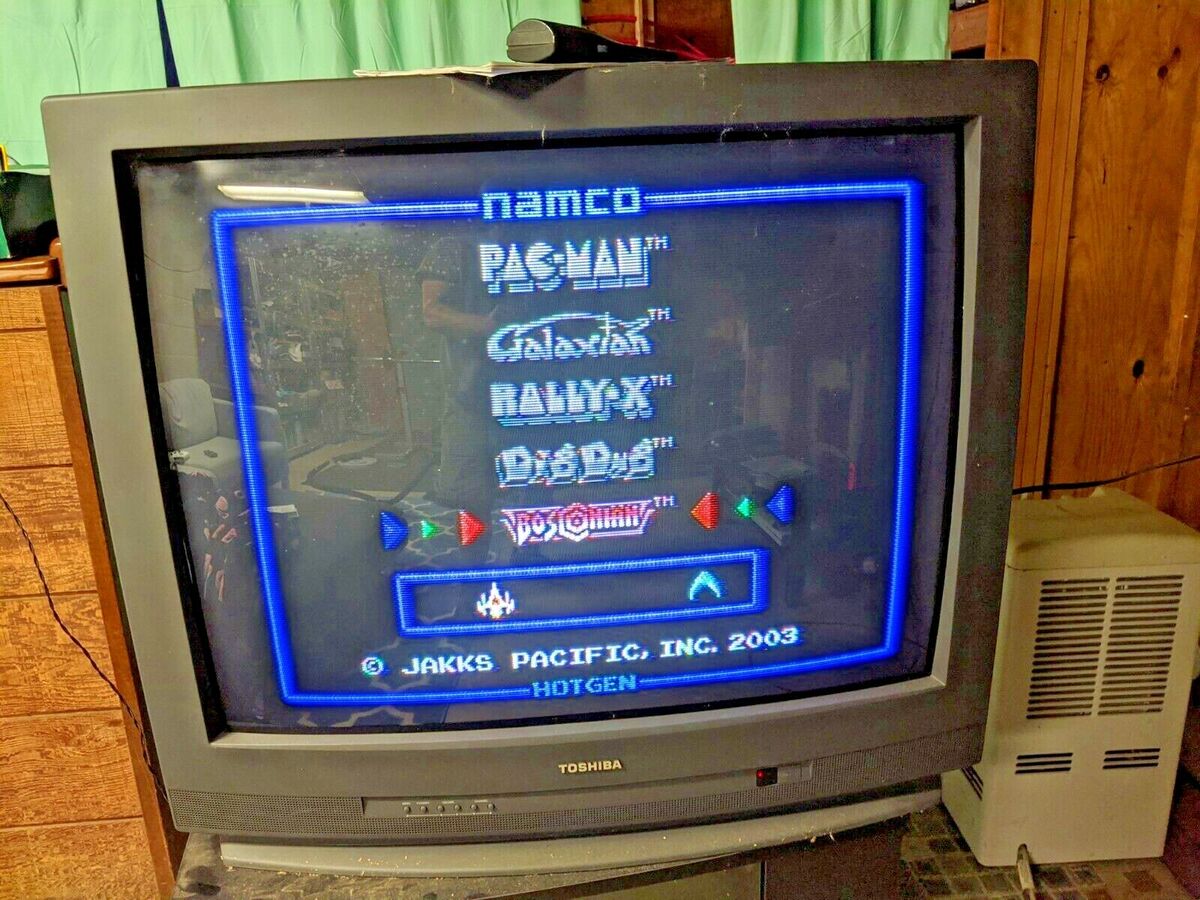 namco
PAC-MAN™
Galaxian™
RALLY-X™
DIG DUG™
BOSCONIAN™
© JAKKS PACIFIC, INC. 2003
HOTGEN
TOSHIBA